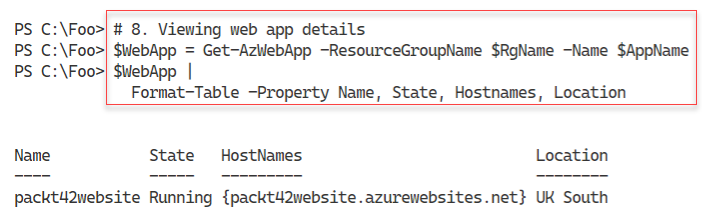 PS C:\Foo> # 8. Viewing web app details
PS C:\Foo> $WebApp = Get-AzWebApp -ResourceGroupName $RgName -Name $AppName
PS C:\Foo> $WebApp |
Format-Table -Property Name, State, Hostnames, Location
Name State HostNames Location
---- ----- --------- --------
packt42website Running {packt42website.azurewebsites.net} UK South